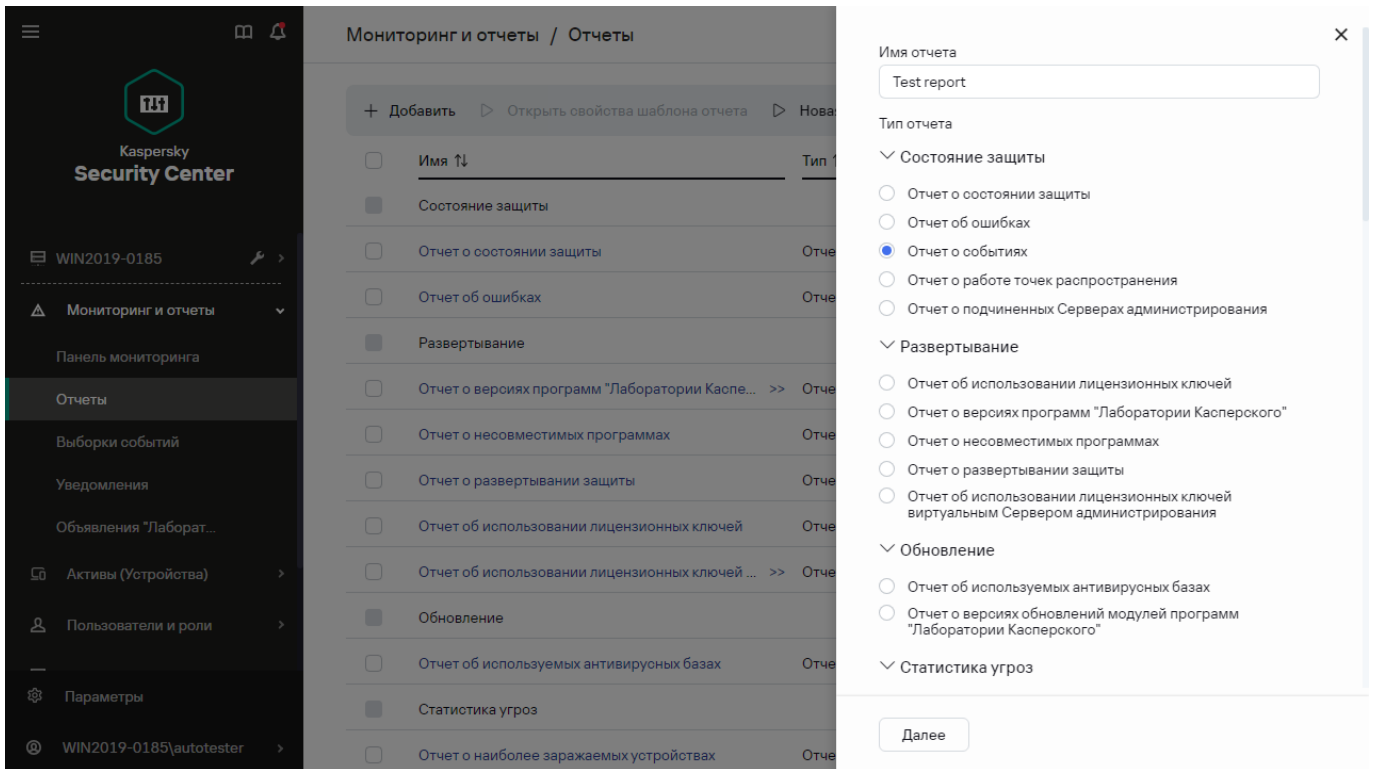 Kaspersky
Security Center
WIN2019-0185
Мониторинг и отчеты
Панель мониторинга
Отчеты
Выборки событий
Уведомления
Объявления "Лаборат...
Активы (Устройства)
Пользователи и роли
Параметры
WIN2019-0185\autotester
Мониторинг и отчеты / Отчеты
+ Добавить
Открыть свойства шаблона отчета
Новая
Имя
Тип
Состояние защиты
Отчет о состоянии защиты
Отче
Отчет об ошибках
Отче
Развертывание
Отчет о версиях программ "Лаборатории Каспе... >>
Отче
Отчет о несовместимых программах
Отче
Отчет о развертывании защиты
Отче
Отчет об использовании лицензионных ключей
Отче
Отчет об использовании лицензионных ключей ... >>
Отче
Обновление
Отчет об используемых антивирусных базах
Отче
Статистика угроз
Отчет о наиболее заражаемых устройствах
Отче
Имя отчета
Test report
Тип отчета
Состояние защиты
Отчет о состоянии защиты
Отчет об ошибках
Отчет о событиях
Отчет о работе точек распространения
Отчет о подчиненных Серверах администрирования
Развертывание
Отчет об использовании лицензионных ключей
Отчет о версиях программ "Лаборатории Касперского"
Отчет о несовместимых программах
Отчет о развертывании защиты
Отчет об использовании лицензионных ключей
виртуальным Сервером администрирования
Обновление
Отчет об используемых антивирусных базах
Отчет о версиях обновлений модулей программ
"Лаборатории Касперского"
Статистика угроз
Далее